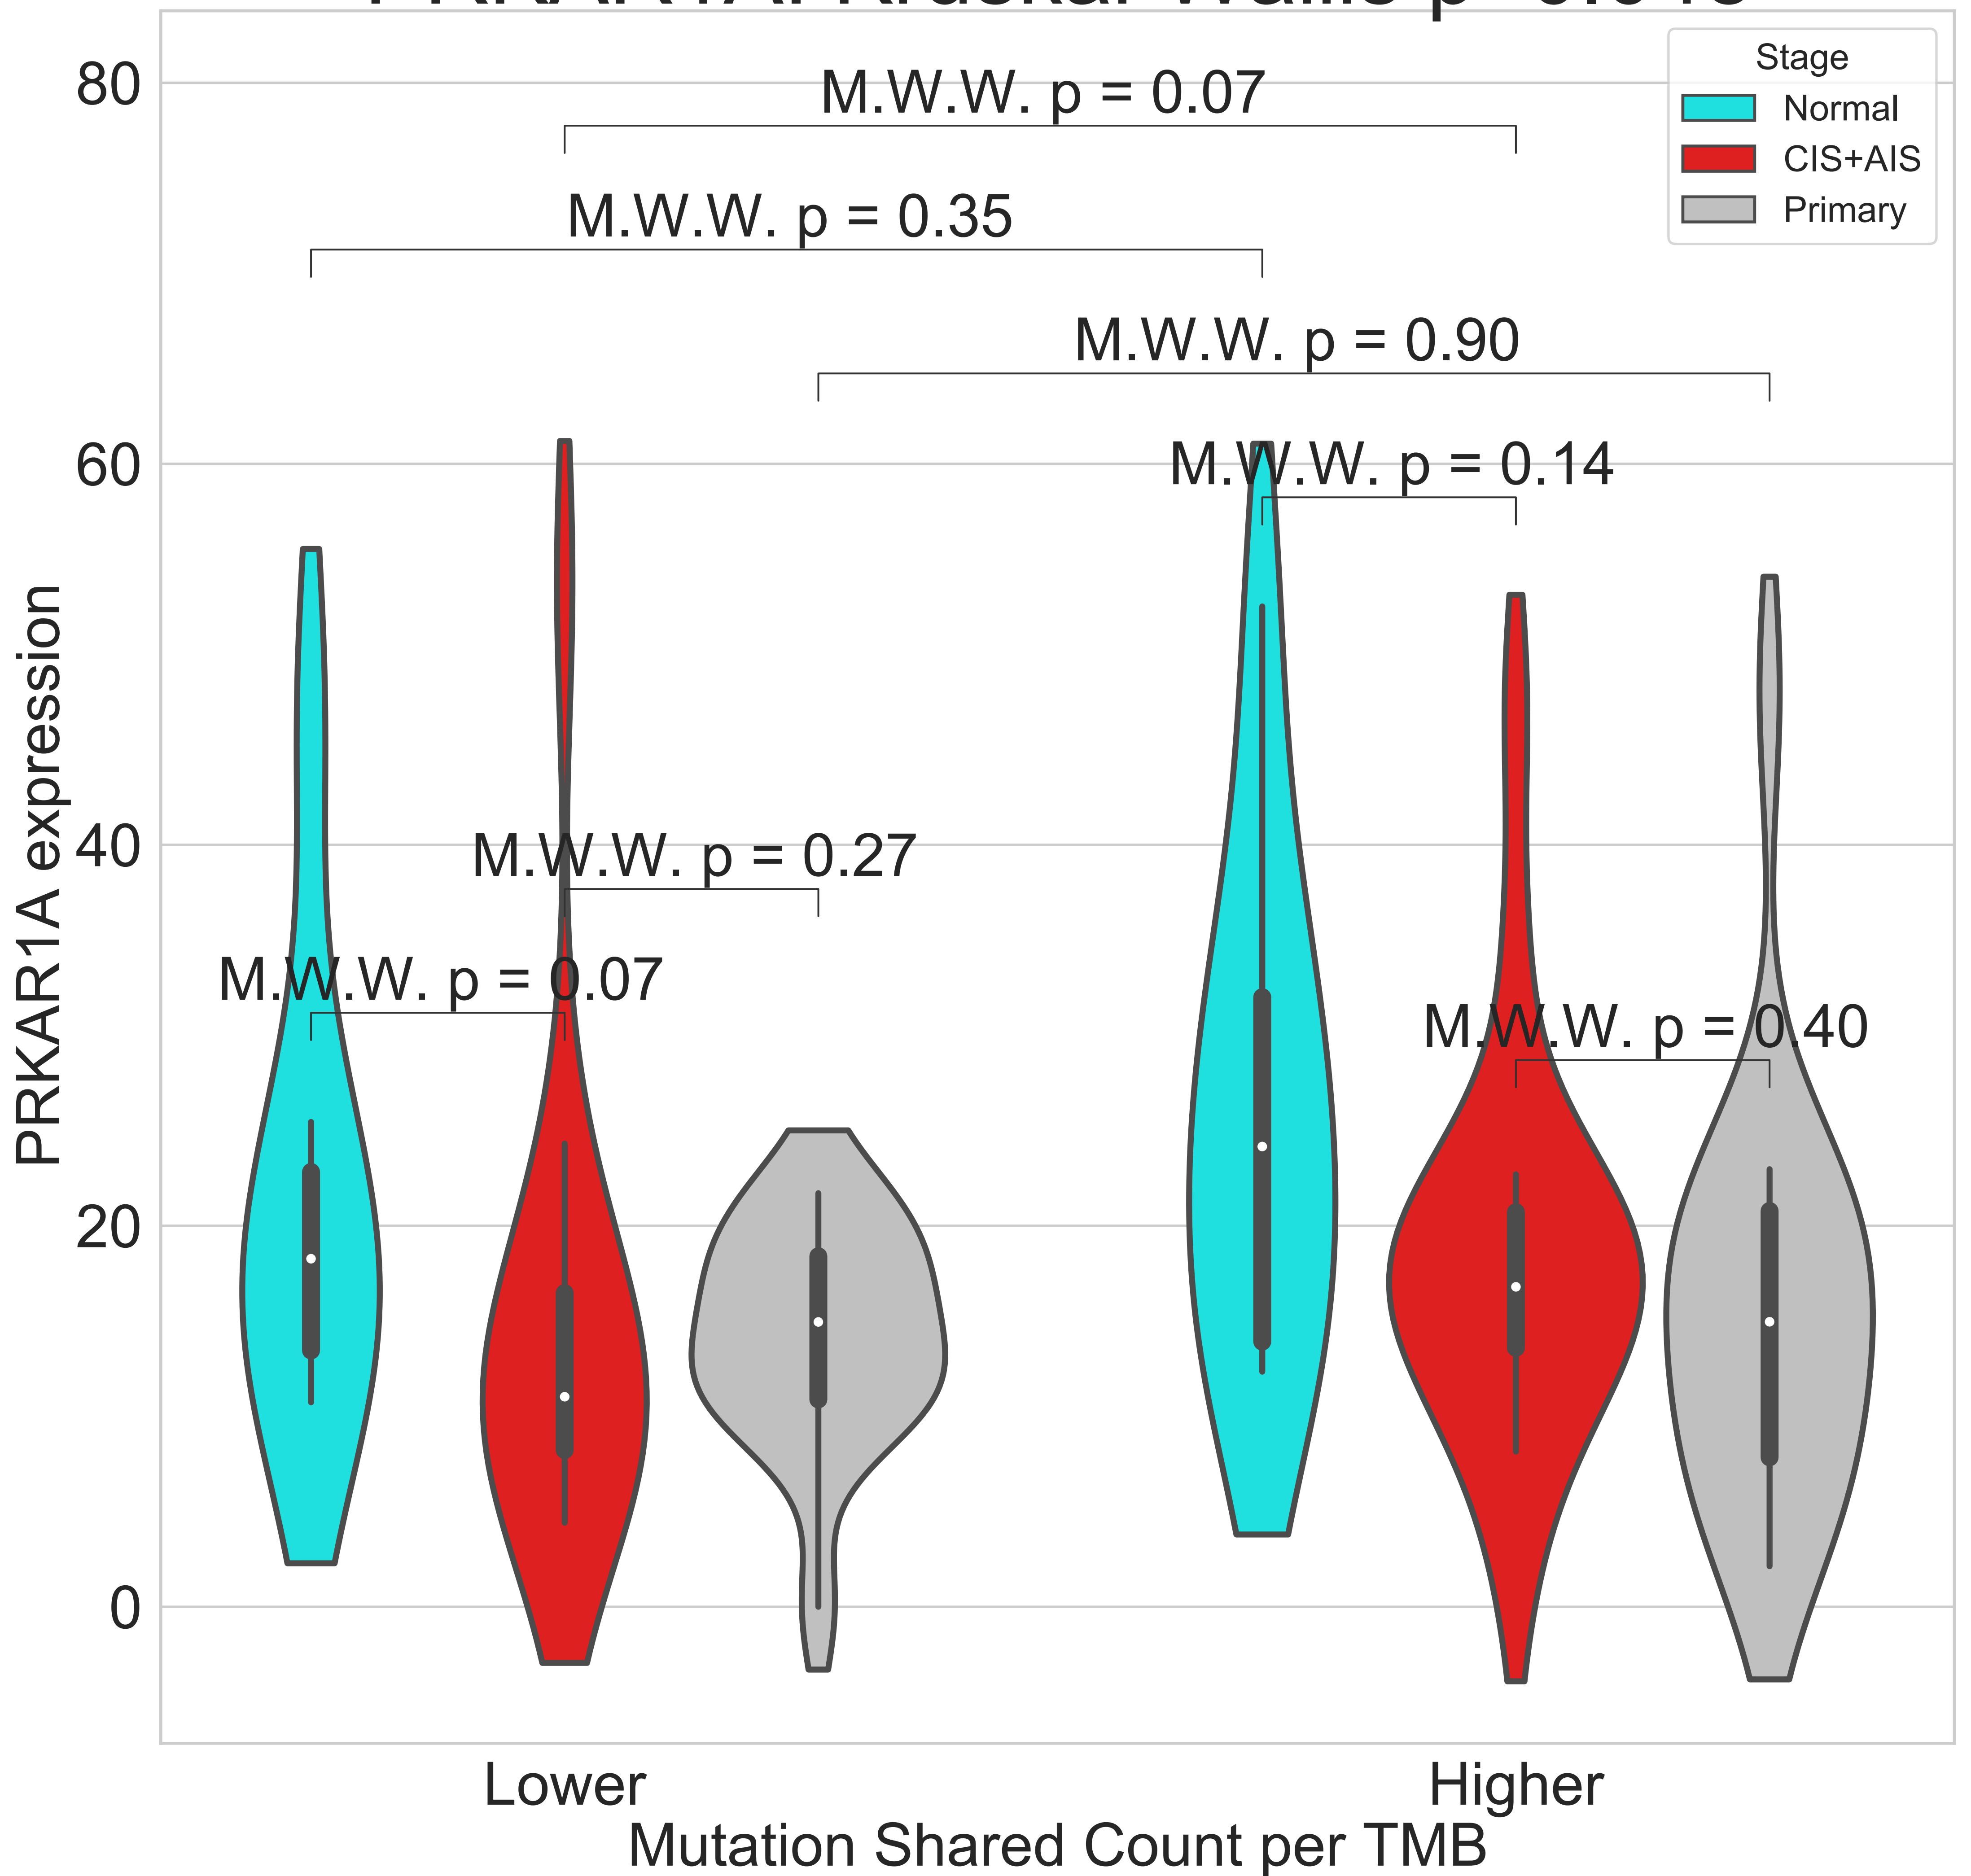 Stage
Normal
CIS+AIS
Primary
80
60
40
20
0
M.W.W. p = 0.07
M.W.W. p = 0.35
M.W.W. p = 0.90
M.W.W. p = 0.14
M.W.W. p = 0.27
M.W.W. p = 0.07
M.W.W. p = 0.40
PRKAR1A expression
Lower
Higher
Mutation Shared Count per TMB